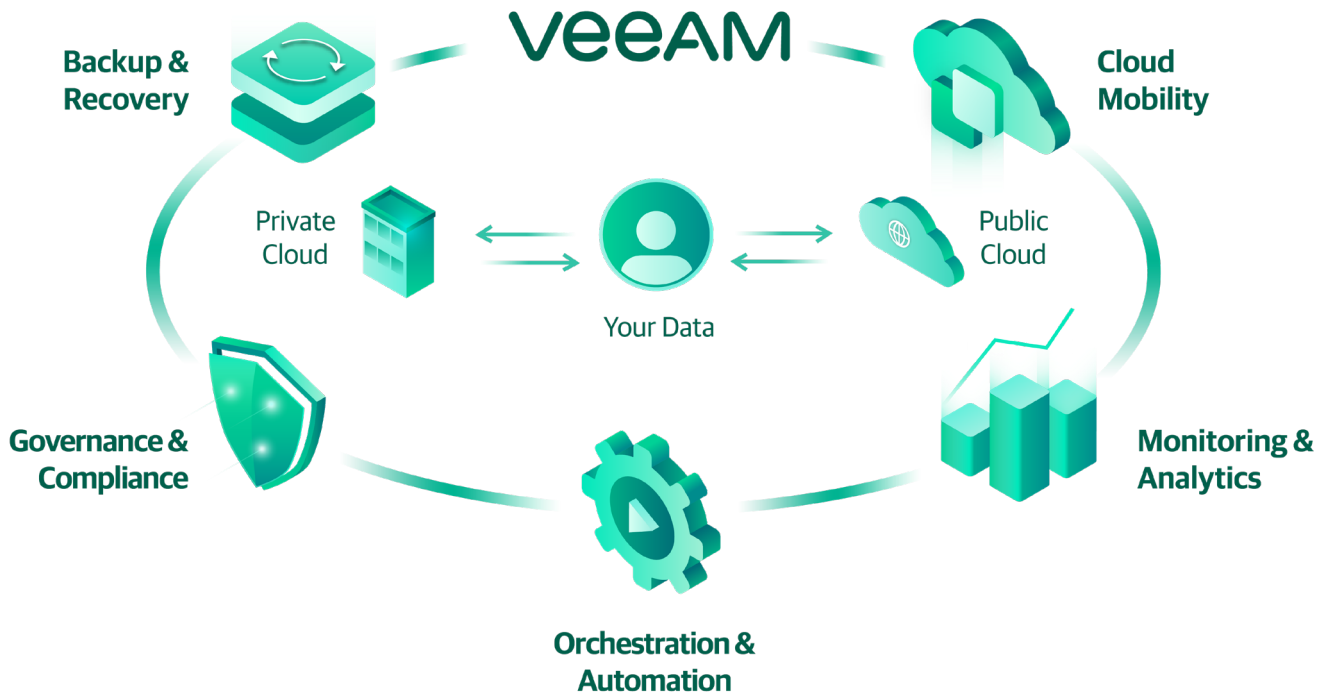 veeAM
Backup &
Recovery
Cloud
Mobility
Private
Cloud
Public
Cloud
Your Data
Governance &
Compliance
Monitoring &
Analytics
Orchestration &
Automation